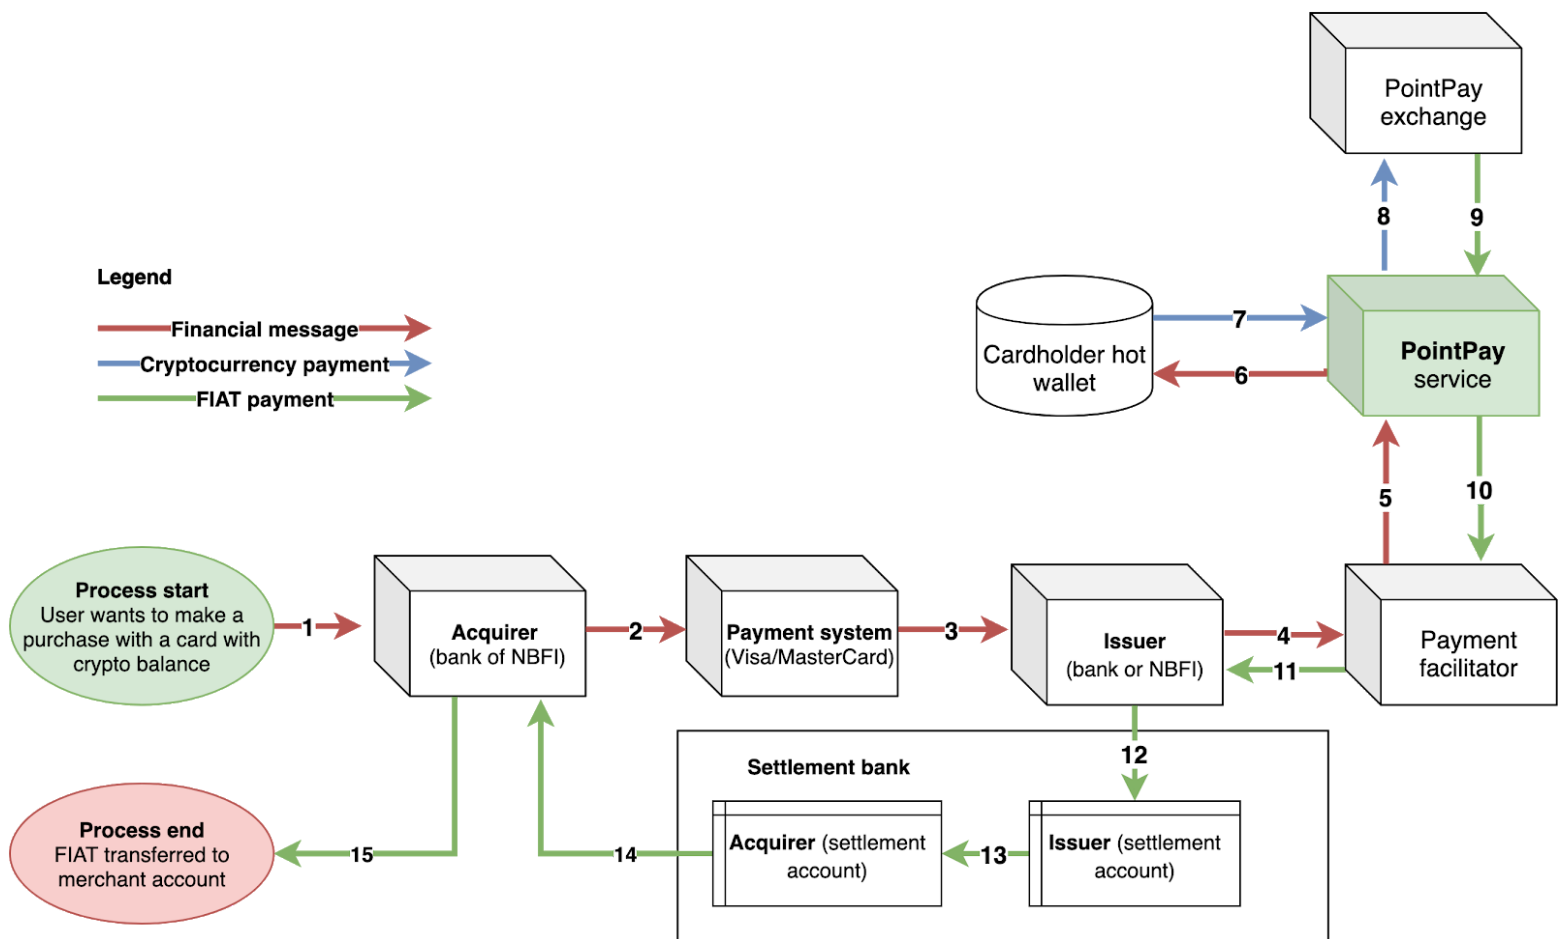 PointPay
exchange
8
9
Legend
Financial message
Cryptocurrency payment
FIAT payment
Cardholder hot
wallet
7
6
PointPay
service
5
10
Process start
User wants to make a
purchase with a card with
crypto balance
1
Acquirer
(bank of NBFI)
2
Payment system
(Visa/MasterCard)
3
Issuer
(bank or NBFI)
4
11
Payment
facilitator
12
Settlement bank
Process end
FIAT transferred to
merchant account
15
14
Acquirer (settlement
account)
13
Issuer (settlement
account)